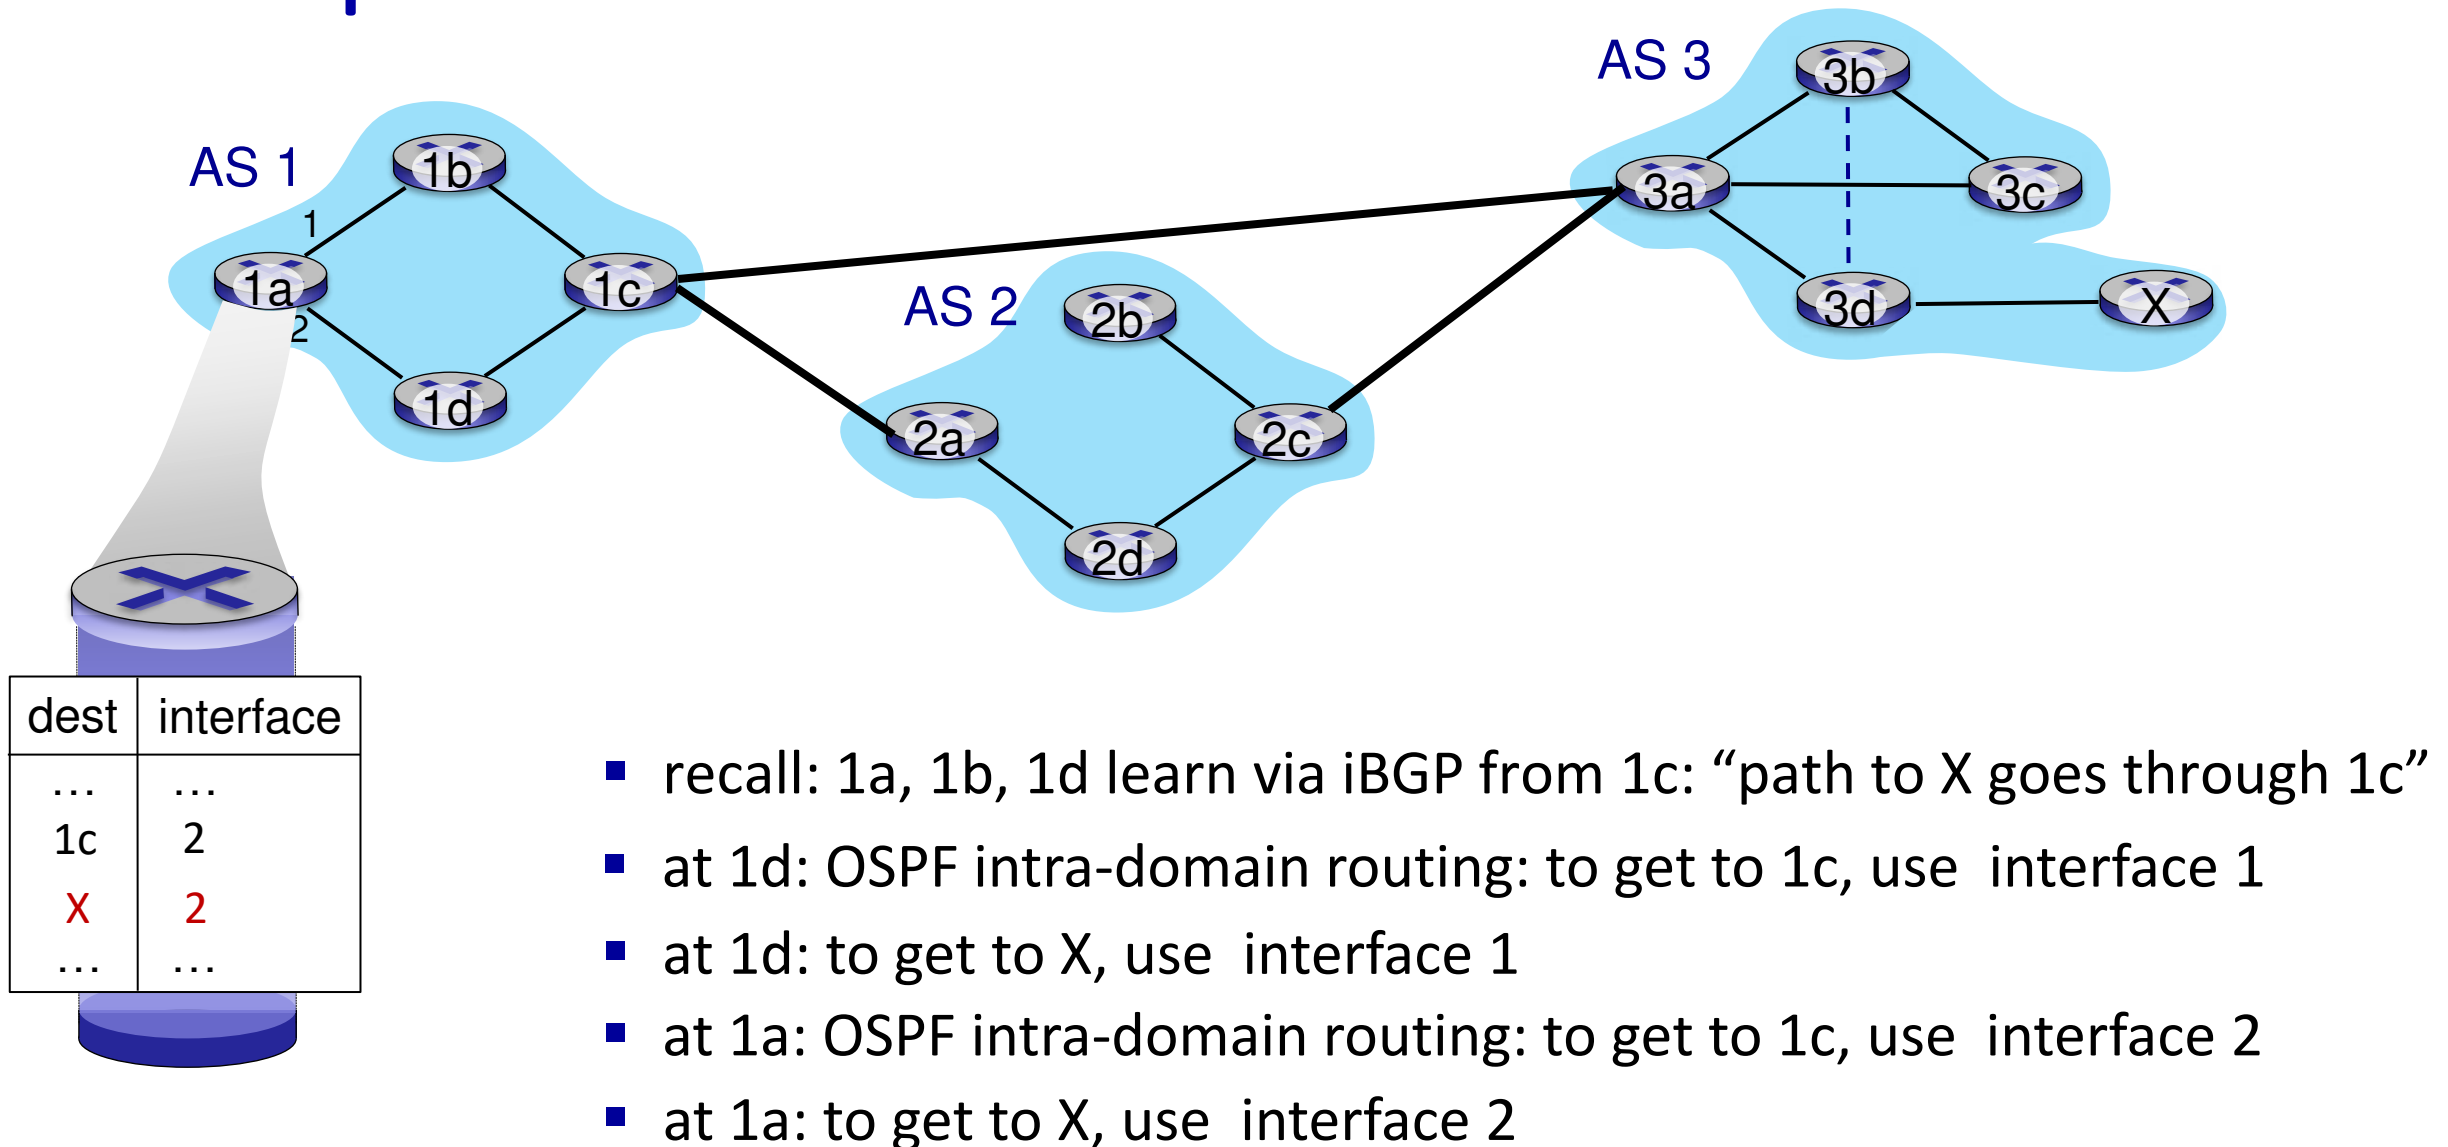 AS 3
3b
AS 1
1b
1
3a
3c
1a
1c
AS 2
2b
3d
X
2
1d
2a
2c
2d
dest interface
... ...
1c 2
X 2
... ...
▪ recall: 1a, 1b, 1d learn via iBGP from 1c: “path to X goes through 1c”
▪ at 1d: OSPF intra-domain routing: to get to 1c, use interface 1
▪ at 1d: to get to X, use interface 1
▪ at 1a: OSPF intra-domain routing: to get to 1c, use interface 2
▪ at 1a: to get to X, use interface 2